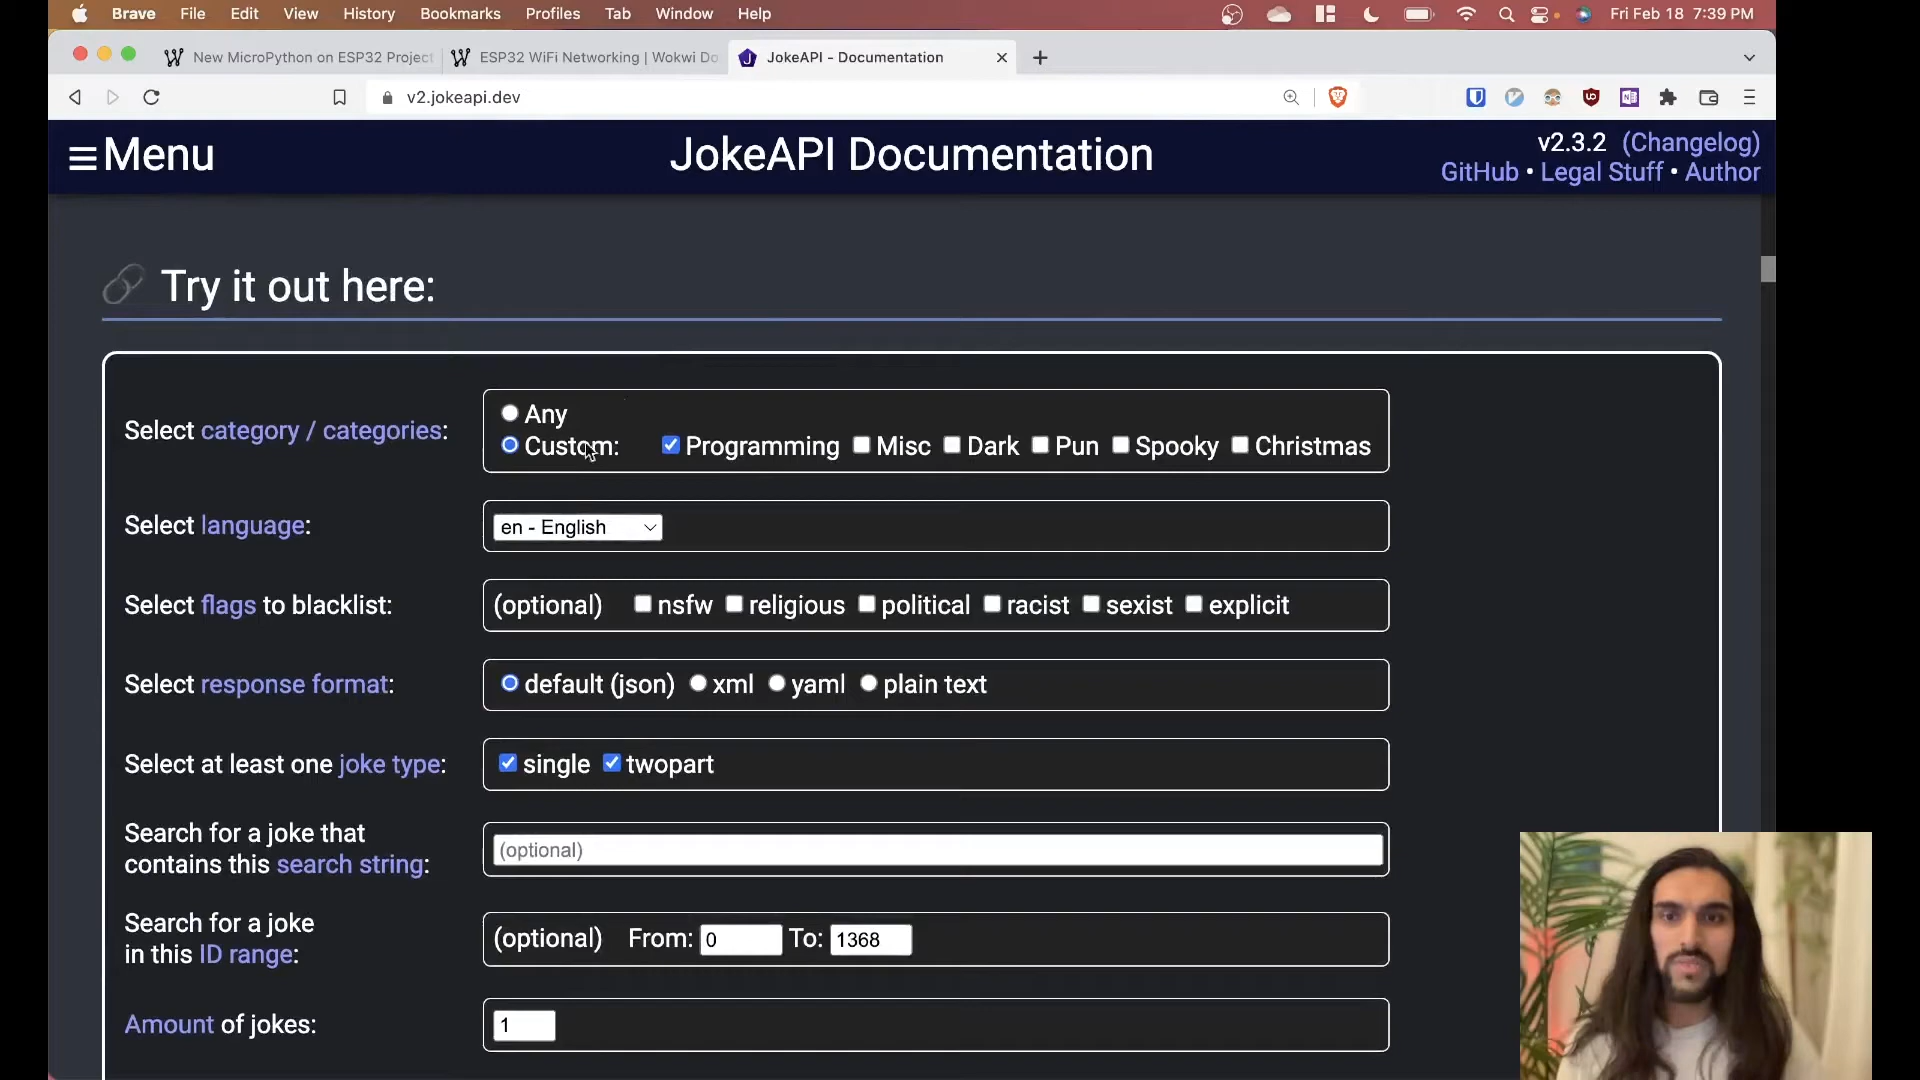 Brave File Edit View History Bookmarks Profiles Tab Window Help Fri Feb 18 7:39 PM
New MicroPython on ESP32 Project ESP32 WiFi Networking | Wokwi Do JokeAPI - Documentation
v2.jokeapi.dev
Menu JokeAPI Documentation v2.3.2 (Changelog)
GitHub • Legal Stuff • Author
Try it out here:
Select category / categories: Any
Custom: Programming Misc Dark Pun Spooky Christmas
Select language: en - English
Select flags to blacklist: (optional) nsfw religious political racist sexist explicit
Select response format: default (json) xml yaml plain text
Select at least one joke type: single twopart
Search for a joke that
contains this search string: (optional)
Search for a joke
in this ID range: (optional) From: 0 To: 1368
Amount of jokes: 1